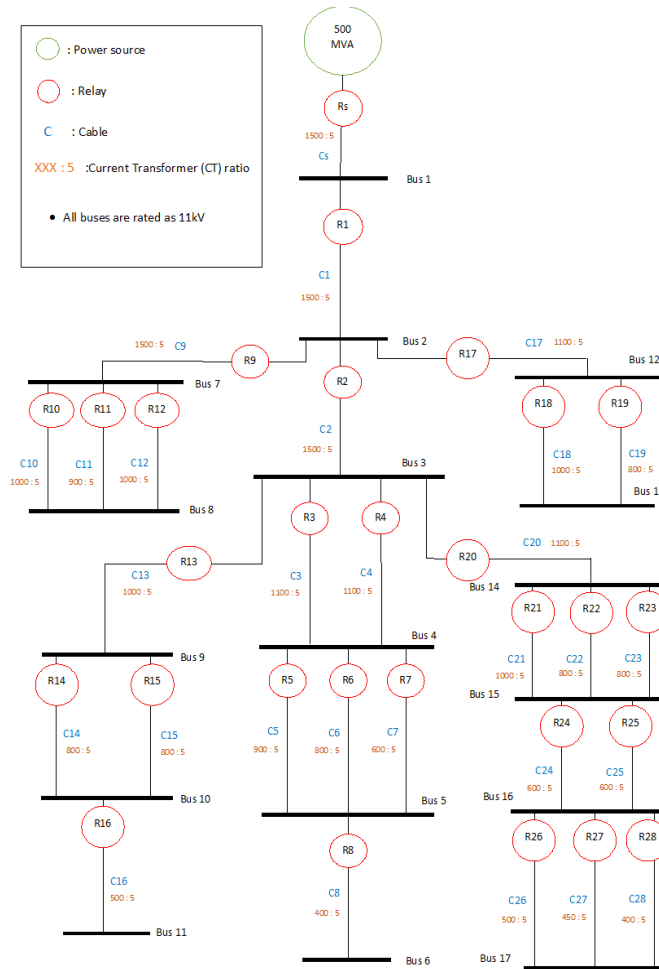 500
MVA
: Power source
: Relay
C : Cable
XXX : 5 :Current Transformer (CT) ratio
• All buses are rated as 11kV
Rs
1500 : 5
Cs
Bus 1
R1
C1
1500 : 5
Bus 2
1500 : 5 C9
R9
R17
C17 1100 : 5
Bus 12
Bus 7
R2
R10
R11
R12
R18
R19
C2
1500 : 5
C10
1000 : 5
C11
900 : 5
C12
1000 : 5
C18
1000 : 5
C19
800 : 5
Bus 3
Bus 8
Bus 1
R3
R4
R13
R20
C20 1100 : 5
C13
1000 : 5
C3
1100 : 5
C4
1100 : 5
Bus 14
R21
R22
R23
Bus 4
Bus 9
R14
R15
R5
R6
R7
C21
1000 : 5
C22
800 : 5
C23
800 : 5
Bus 15
C14
800 : 5
C15
800 : 5
C5
900 : 5
C6
800 : 5
C7
600 : 5
R24
R25
C24
600 : 5
C25
600 : 5
Bus 10
Bus 5
Bus 16
R16
R8
R26
R27
R28
C16
500 : 5
C8
400 : 5
C26
500 : 5
C27
450 : 5
C28
400 : 5
Bus 11
Bus 6
Bus 17